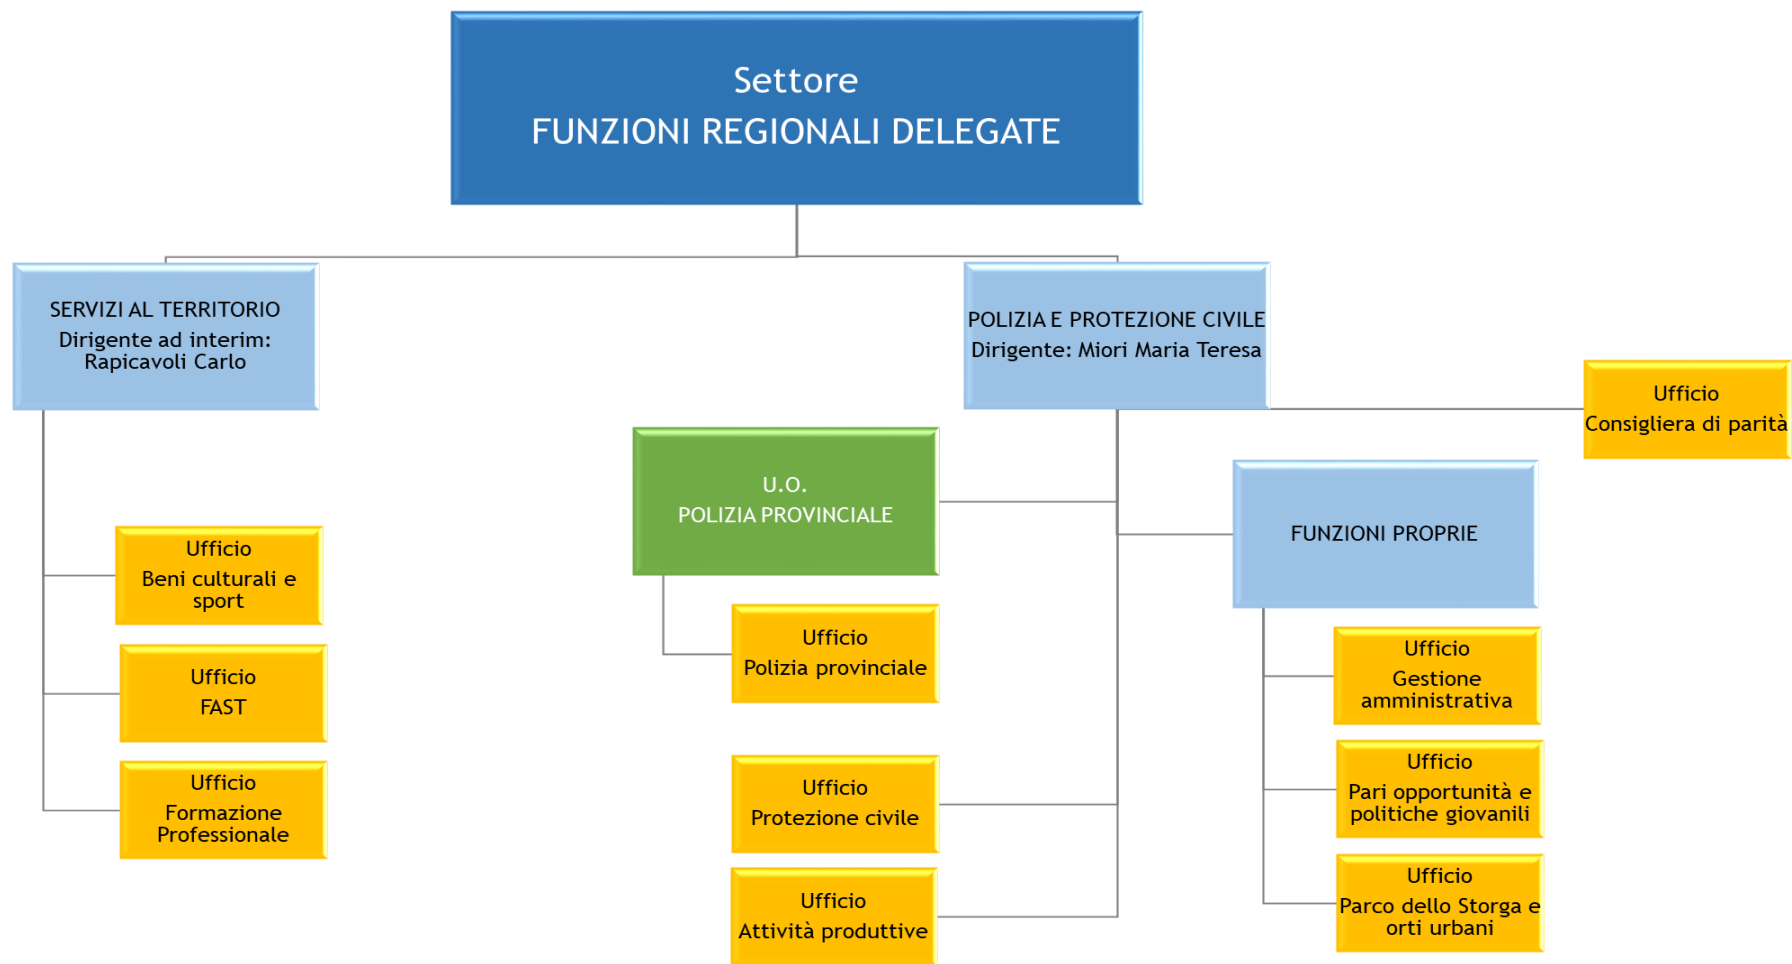 Settore
FUNZIONI REGIONALI DELEGATE
SERVIZI AL TERRITORIO
Dirigente ad interim:
Rapicavoli Carlo
Ufficio
Beni culturali e
sport
Ufficio
FAST
Ufficio
Formazione
Professionale
POLIZIA E PROTEZIONE CIVILE
Dirigente: Miori Maria Teresa
Ufficio
Consigliera di parità
U.O.
POLIZIA PROVINCIALE
Ufficio
Polizia provinciale
Ufficio
Protezione civile
Ufficio
Attività produttive
FUNZIONI PROPRIE
Ufficio
Gestione
amministrativa
Ufficio
Pari opportunità e
politiche giovanili
Ufficio
Parco dello Storga e
orti urbani